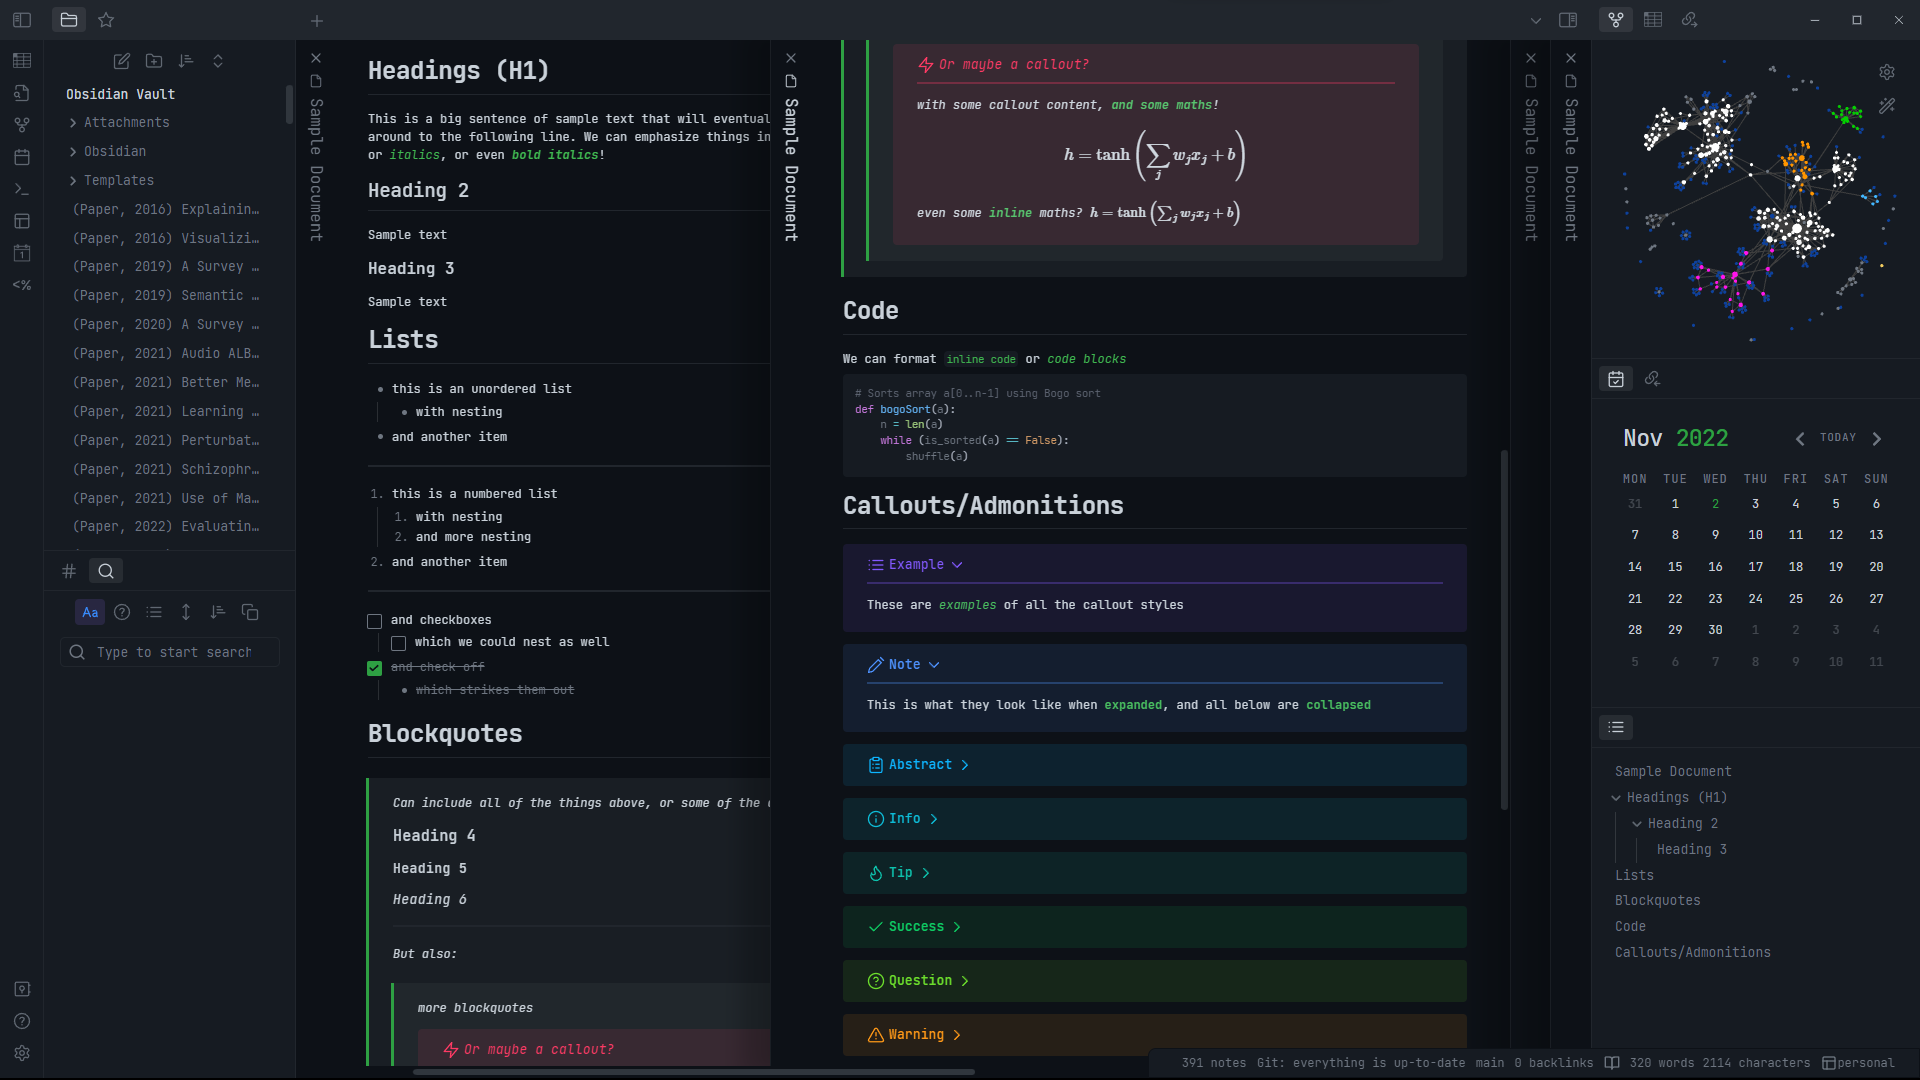 Obsidian Vault
Attachments
Obsidian
Templates
(Paper, 2016) Explainin…
(Paper, 2016) Visualizi…
(Paper, 2019) A Survey …
(Paper, 2019) Semantic …
(Paper, 2020) A Survey …
(Paper, 2021) Audio ALB…
(Paper, 2021) Better Me…
(Paper, 2021) Learning …
(Paper, 2021) Perturbat…
(Paper, 2021) Schizophr…
(Paper, 2021) Use of Ma…
(Paper, 2022) Evaluatin…
Aa
Type to start search
Sample Document
Headings (H1)
This is a big sentence of sample text that will eventual
around to the following line. We can emphasize things in
or italics, or even bold italics!
Heading 2
Sample text
Heading 3
Sample text
Lists
this is an unordered list
with nesting
and another item
1. this is a numbered list
1. with nesting
2. and more nesting
2. and another item
and checkboxes
which we could nest as well
and check off
which strikes them out
Blockquotes
Can include all of the things above, or some of the
Heading 4
Heading 5
Heading 6
But also:
more blockquotes
Or maybe a callout?
Sample Document
Or maybe a callout?
with some callout content, and some maths!
h = tanh (∑j wjxj + b)
even some inline maths? h = tanh (∑j wjxj + b)
Code
We can format inline code or code blocks
# Sorts array a[0..n-1] using Bogo sort
def bogoSort(a):
n = len(a)
while (is_sorted(a) == False):
shuffle(a)
Callouts/Admonitions
Example
These are examples of all the callout styles
Note
This is what they look like when expanded, and all below are collapsed
Abstract
Info
Tip
Success
Question
Warning
Sample Document
Sample Document
Nov 2022
TODAY
MON TUE WED THU FRI SAT SUN
31 1 2 3 4 5 6
7 8 9 10 11 12 13
14 15 16 17 18 19 20
21 22 23 24 25 26 27
28 29 30 1 2 3 4
5 6 7 8 9 10 11
Sample Document
Headings (H1)
Heading 2
Heading 3
Lists
Blockquotes
Code
Callouts/Admonitions
391 notes Git: everything is up-to-date main 0 backlinks 320 words 2114 characters personal